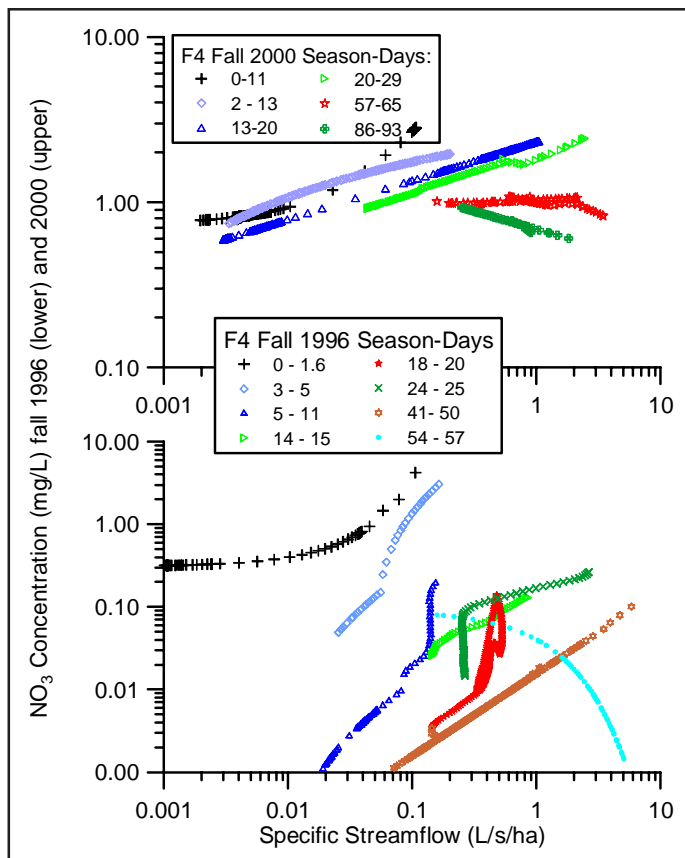 NO3 Concentration (mg/L) fall 1996 (lower) and 2000 (upper)
10.00
1.00
0.10
F4 Fall 2000 Season-Days:
0-11
2 - 13
13-20
20-29
57-65
86-93
0.001
1
10
F4 Fall 1996 Season-Days
0 - 1.6
3 - 5
5 - 11
14 - 15
18 - 20
24 - 25
41- 50
54 - 57
10.00
1.00
0.10
0.01
0.00
0.001
0.01
0.1
1
10
Specific Streamflow (L/s/ha)